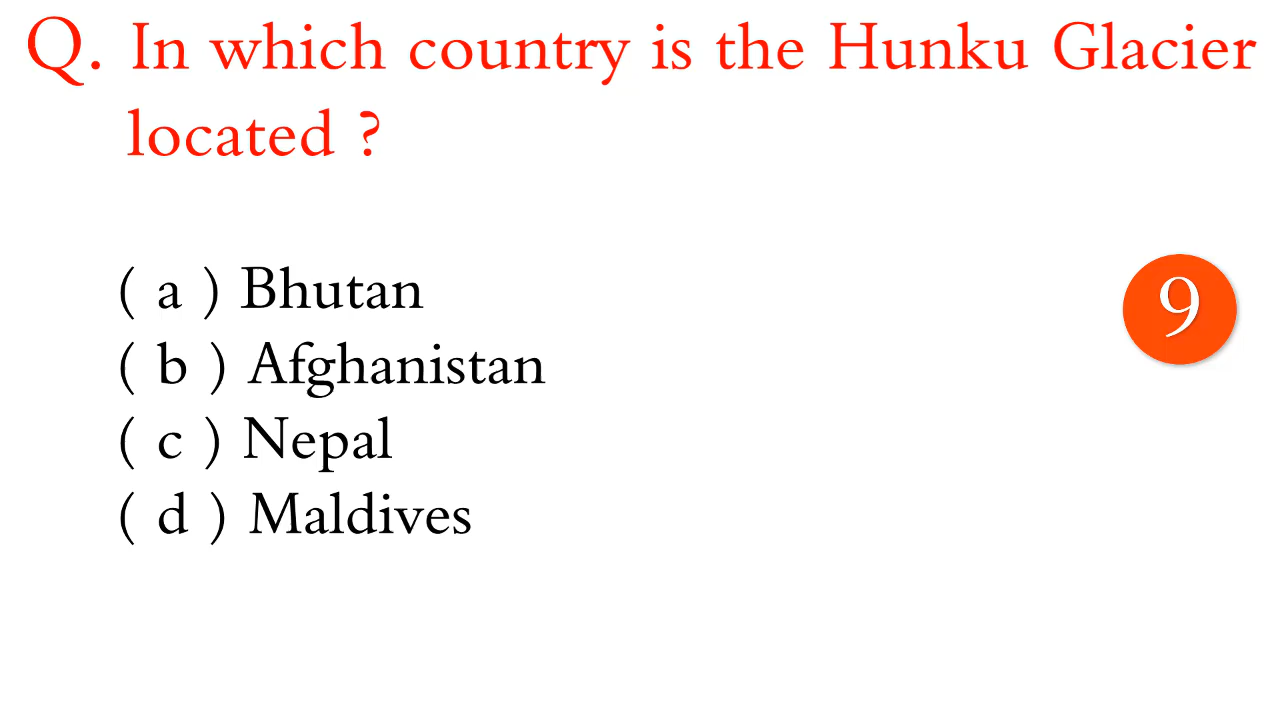 Q. In which country is the Hunku Glacier
located ?
( a ) Bhutan
9
( b ) Afghanistan
( c ) Nepal
( d ) Maldives